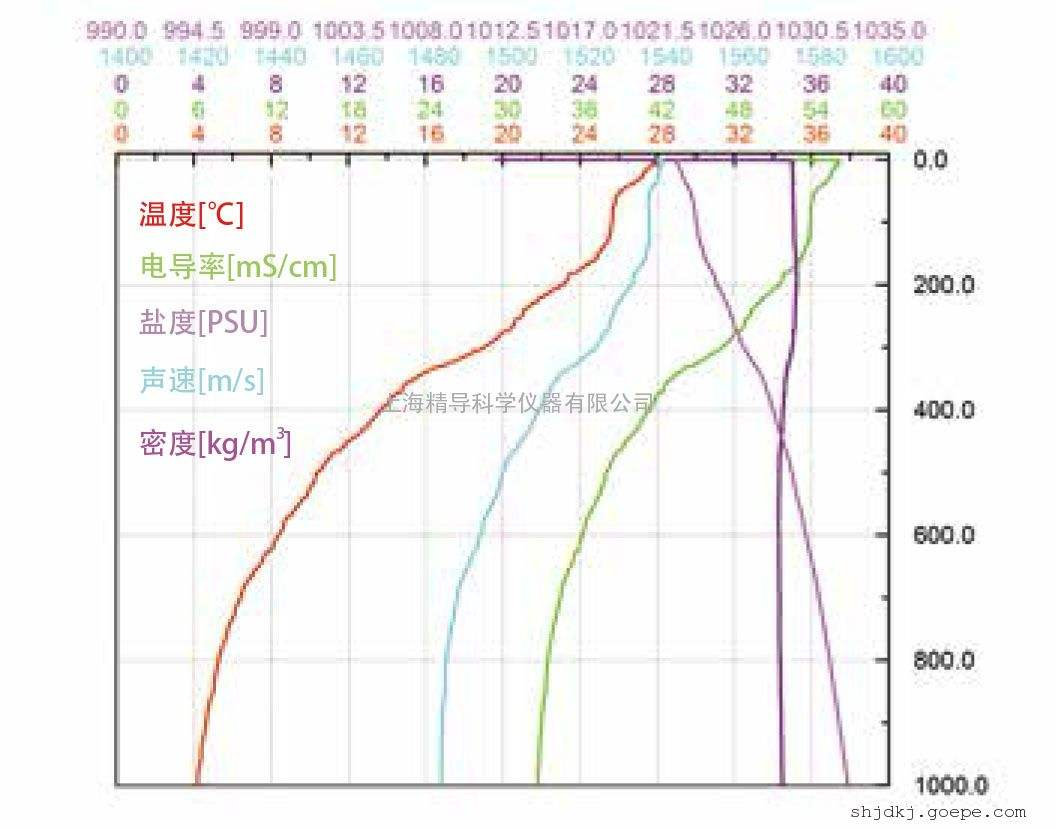 990.0 994.5 999.0 1003.5 1008.0 1012.5 1017.0 1021.5 1026.0 1030.5 1035.0
1400 1420 1440 1460 1480 1500 1520 1540 1560 1580 1600
0 4 8 12 16 20 24 28 32 36 40
0 6 12 18 24 30 36 42 48 54 60
0 4 8 12 16 20 24 28 32 36 40
0.0
温度[℃]
电导率[mS/cm]
200.0
盐度[PSU]
声速[m/s]
上海精导科学仪器有限公司
400.0
密度[kg/m³]
600.0
800.0
1000.0
shjdkj.goepe.com